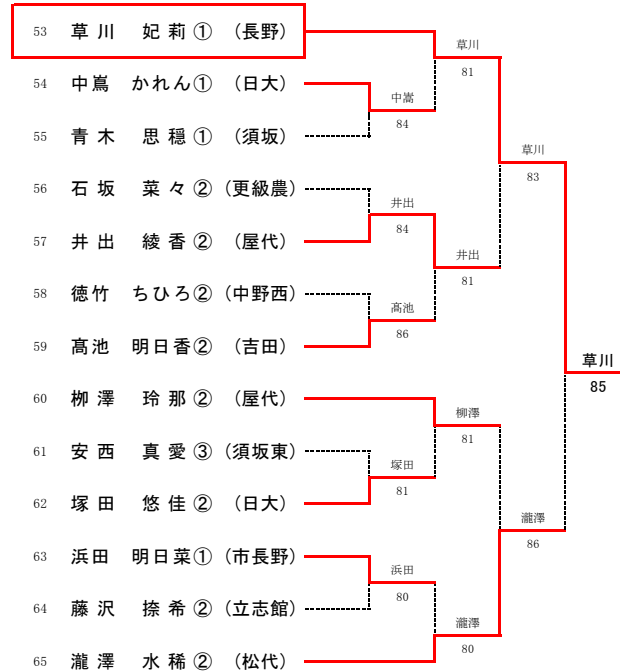 53 草川 妃莉① (長野)
草川
81
54 中嶌 かれん① (日大)
中嵩
84
55 青木 思穏① (須坂)
草川
83
56 石坂 菜々② (更級農)
井出
84
57 井出 綾香② (屋代)
井出
81
58 徳竹 ちひろ② (中野西)
髙池
86
59 髙池 明日香② (吉田)
草川
85
60 栁澤 玲那② (屋代)
柳澤
81
61 安西 真愛③ (須坂東)
塚田
81
62 塚田 悠佳② (日大)
瀧澤
86
63 浜田 明日菜① (市長野)
浜田
80
64 藤沢 捺希② (立志館)
瀧澤
80
65 瀧澤 水稀② (松代)